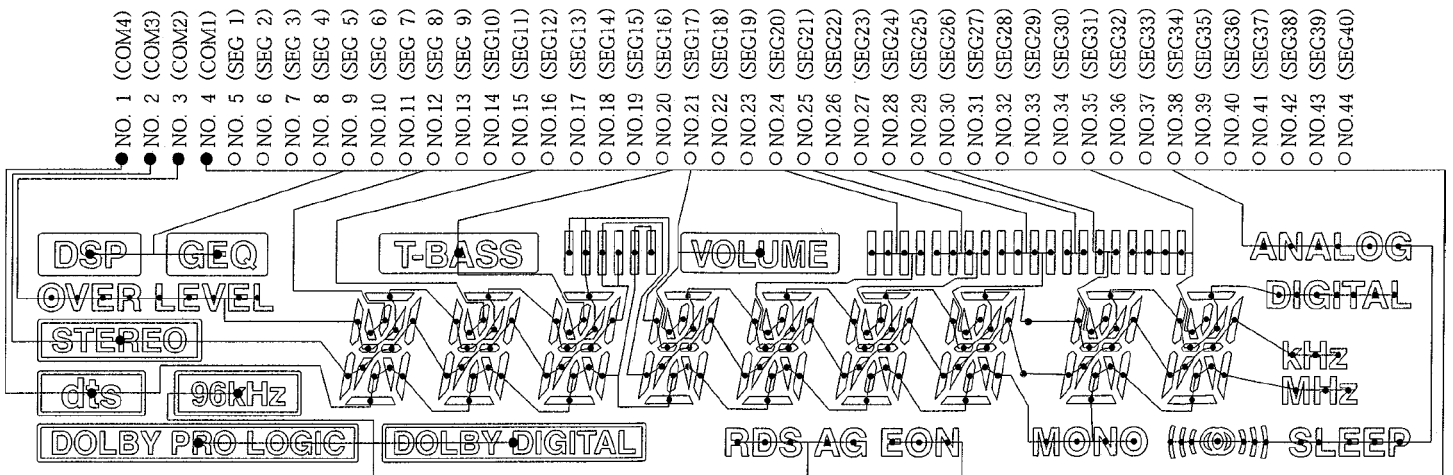 (COM4) (COM3) (COM2) (COM1) (SEG 1) (SEG 2) (SEG 3) (SEG 4) (SEG 5) (SEG 6) (SEG 7) (SEG 8) (SEG 9) (SEG10) (SEG11) (SEG12) (SEG13) (SEG14) (SEG15) (SEG16) (SEG17) (SEG18) (SEG19) (SEG20) (SEG21) (SEG22) (SEG23) (SEG24) (SEG25) (SEG26) (SEG27) (SEG28) (SEG29) (SEG30) (SEG31) (SEG32) (SEG33) (SEG34) (SEG35) (SEG36) (SEG37) (SEG38) (SEG39) (SEG40)
NO. 1 NO. 2 NO. 3 NO. 4 NO. 5 NO. 6 NO. 7 NO. 8 NO. 9 NO.10 NO.11 NO.12 NO.13 NO.14 NO.15 NO.16 NO.17 NO.18 NO.19 NO.20 NO.21 NO.22 NO.23 NO.24 NO.25 NO.26 NO.27 NO.28 NO.29 NO.30 NO.31 NO.32 NO.33 NO.34 NO.35 NO.36 NO.37 NO.38 NO.39 NO.40 NO.41 NO.42 NO.43 NO.44
DSP GEQ T-BASS VOLUME ANALOG
OVER LEVEL DIGITAL
STEREO
kHz
dts 96kHz MHz
DOLBY PRO LOGIC DOLBY DIGITAL RDS AG EON MONO SLEEP